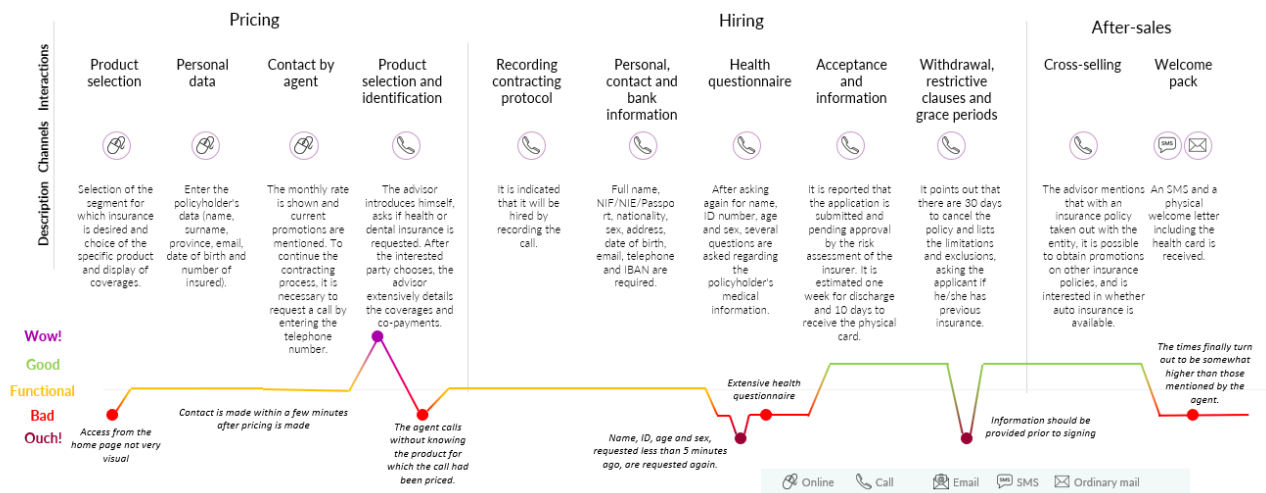 Pricing
Hiring
After-sales
Interactions
Product
selection
Personal
data
Contact by
agent
Product
selection and
identification
Recording
contracting
protocol
Personal,
contact and
bank
information
Health
questionnaire
Acceptance
and
information
Withdrawal,
restrictive
clauses and
grace periods
Cross-selling
Welcome
pack
Channels
SMS
Description
Selection of the
segment for
which insurance
is desired and
choice of the
specific product
and display of
coverages.
Enter the
policyholder's
data (name,
surname,
province, email,
date of birth and
number of
insured).
The monthly rate
is shown and
current
promotions are
mentioned. To
continue the
contracting
process, it is
necessary to
request a call by
entering the
telephone
number.
The advisor
introduces himself,
asks if health or
dental insurance is
requested. After
the interested
party chooses, the
advisor
extensively details
the coverages and
co-payments.
It is indicated
that it will be
hired by
recording the
call.
Full name,
NIF/NIE/Passpo
rt, nationality,
sex, address,
date of birth,
email, telephone
and IBAN are
required.
After asking
again for name,
ID number, age
and sex, several
questions are
asked regarding
the
policyholder's
medical
information.
It is reported that
the application is
submitted and
pending approval
by the risk
assessment of the
insurer. It is
estimated one
week for discharge
and 10 days to
receive the physical
card.
It points out that
there are 30 days
to cancel the
policy and lists
the limitations
and exclusions,
asking the
applicant if
he/she has
previous
insurance.
The advisor mentions
that with an
insurance policy
taken out with the
entity, it is possible
to obtain promotions
on other insurance
policies, and is
interested in whether
auto insurance is
available.
An SMS and a
physical
welcome letter
including the
health card is
received.
Wow!
Good
Functional
Bad
Ouch!
Access from the
home page not very
visual
Contact is made within a few minutes
after pricing is made
The agent calls
without knowing
the product for
which the call had
been priced.
Name, ID, age and sex,
requested less than 5 minutes
ago, are requested again.
Extensive health
questionnaire
Information should be
provided prior to signing
The times finally turn
out to be somewhat
higher than those
mentioned by the
agent.
Online
Call
Email
SMS
SMS
Ordinary mail